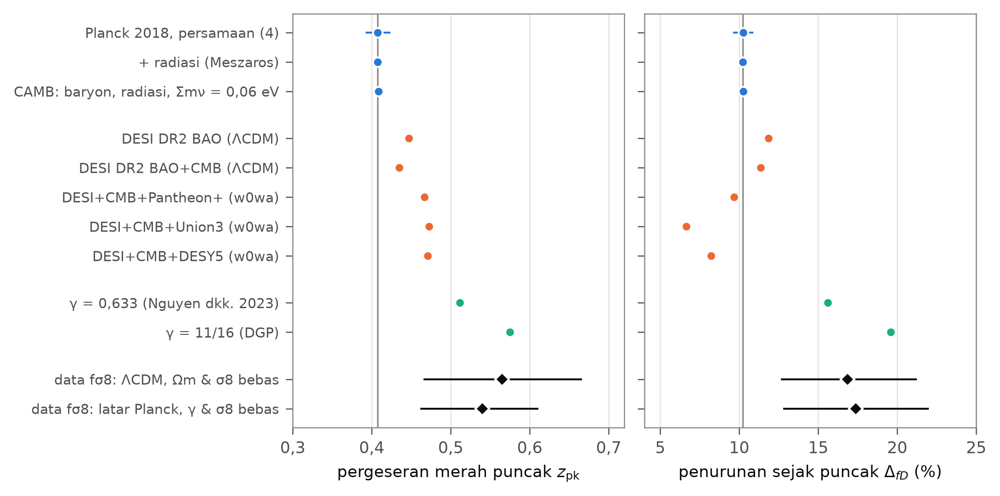 Planck 2018, persamaan (4)
+ radiasi (Meszaros)
CAMB: baryon, radiasi, Σmν = 0,06 eV
DESI DR2 BAO (ΛCDM)
DESI DR2 BAO+CMB (ΛCDM)
DESI+CMB+Pantheon+ (w0wa)
DESI+CMB+Union3 (w0wa)
DESI+CMB+DESY5 (w0wa)
γ = 0,633 (Nguyen dkk. 2023)
γ = 11/16 (DGP)
data fσ8: ΛCDM, Ωm & σ8 bebas
data fσ8: latar Planck, γ & σ8 bebas
0,3 0,4 0,5 0,6 0,7
pergeseran merah puncak z_pk
5 10 15 20 25
penurunan sejak puncak Δ_fD (%)